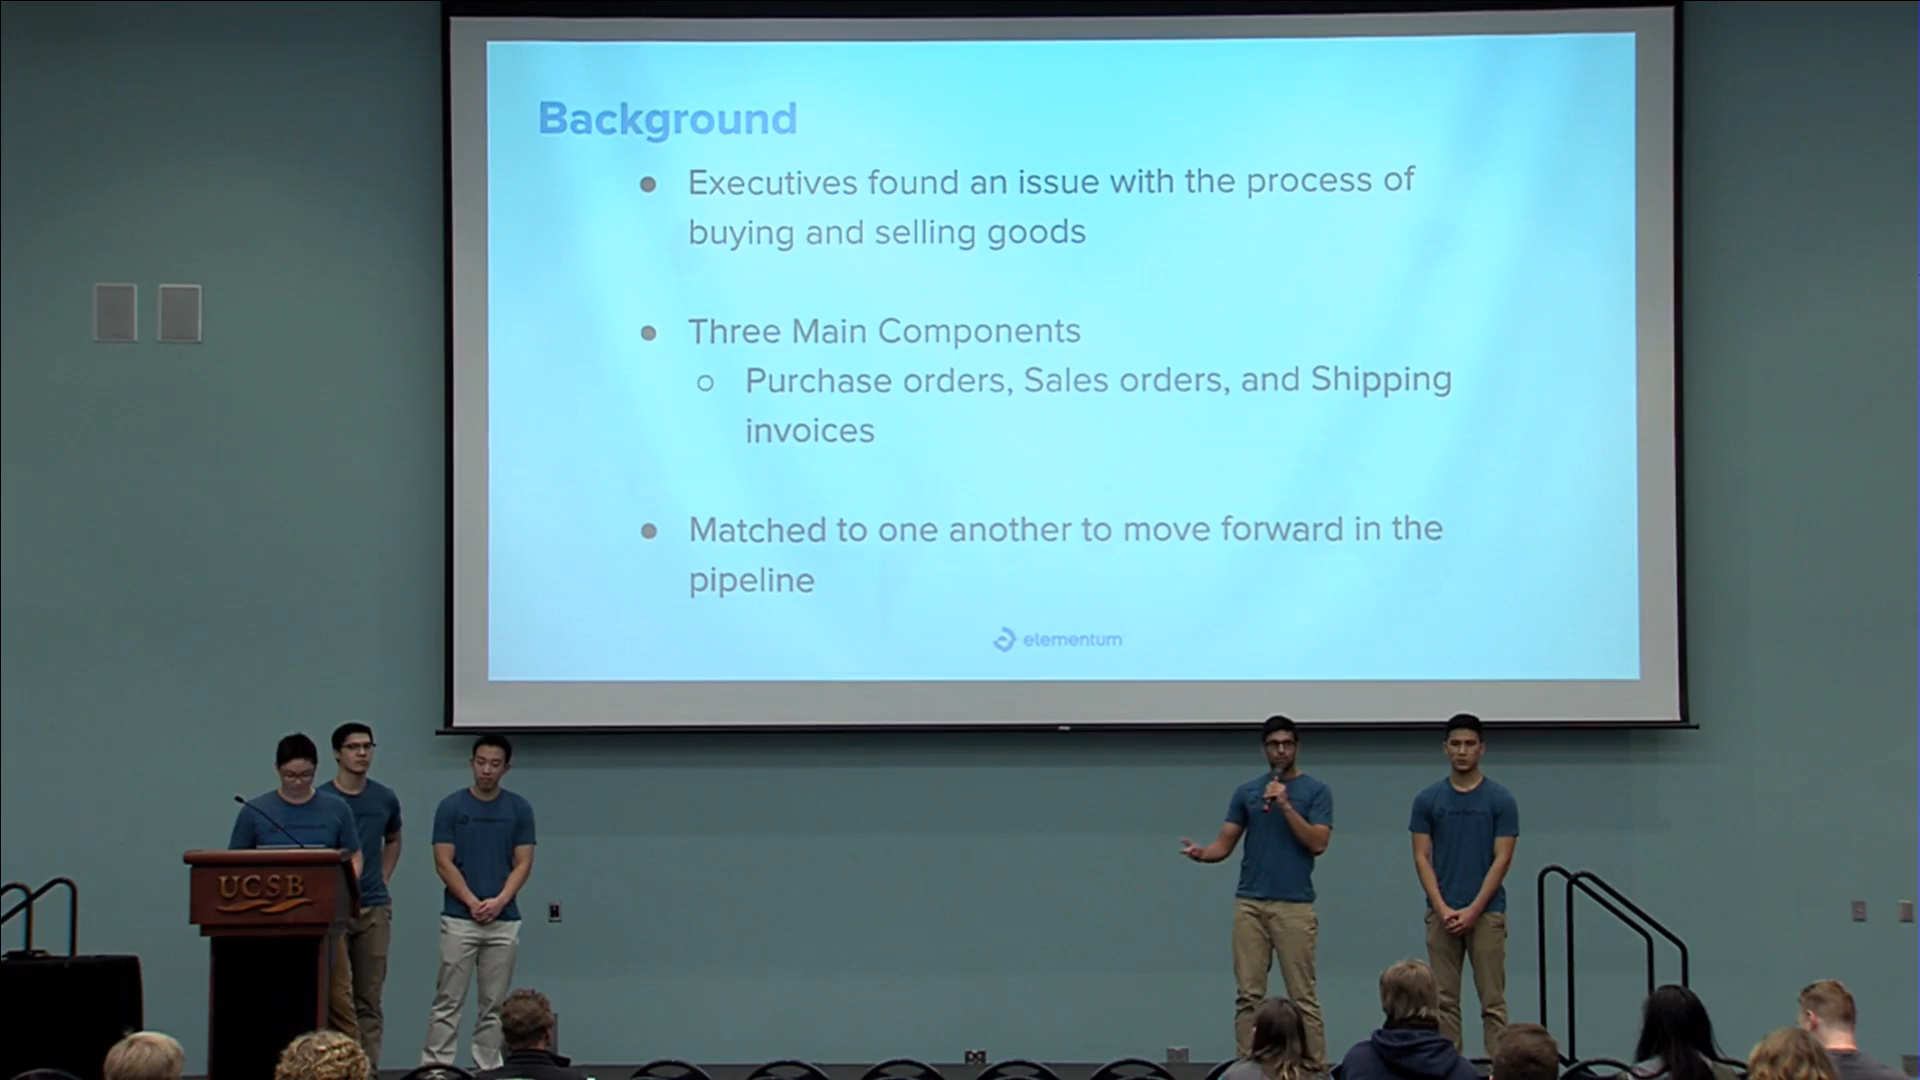 Background
● Executives found an issue with the process of
buying and selling goods
● Three Main Components
○ Purchase orders, Sales orders, and Shipping
invoices
● Matched to one another to move forward in the
pipeline
elementum
UCSB